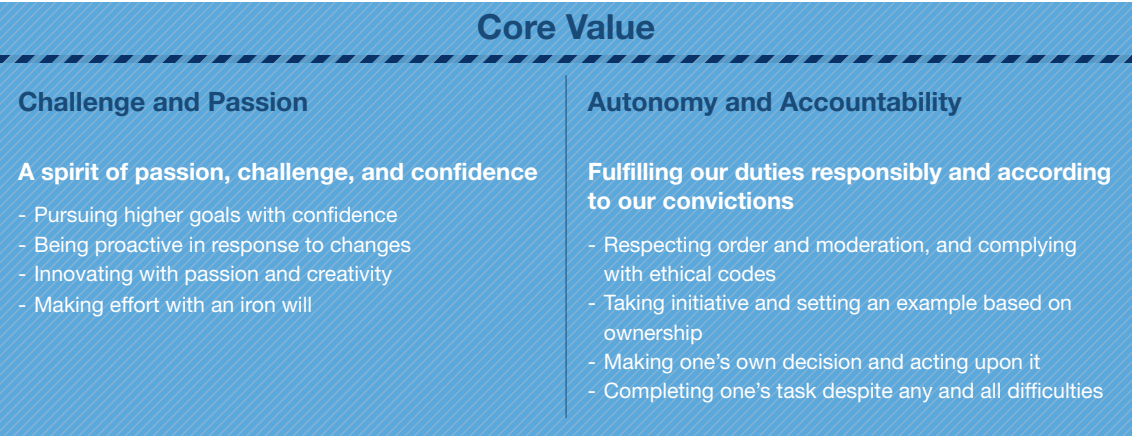 Core Value
Challenge and Passion
A spirit of passion, challenge, and confidence
- Pursuing higher goals with confidence
- Being proactive in response to changes
- Innovating with passion and creativity
- Making effort with an iron will
Autonomy and Accountability
Fulfilling our duties responsibly and according
to our convictions
- Respecting order and moderation, and complying
with ethical codes
- Taking initiative and setting an example based on
ownership
- Making one’s own decision and acting upon it
- Completing one’s task despite any and all difficulties